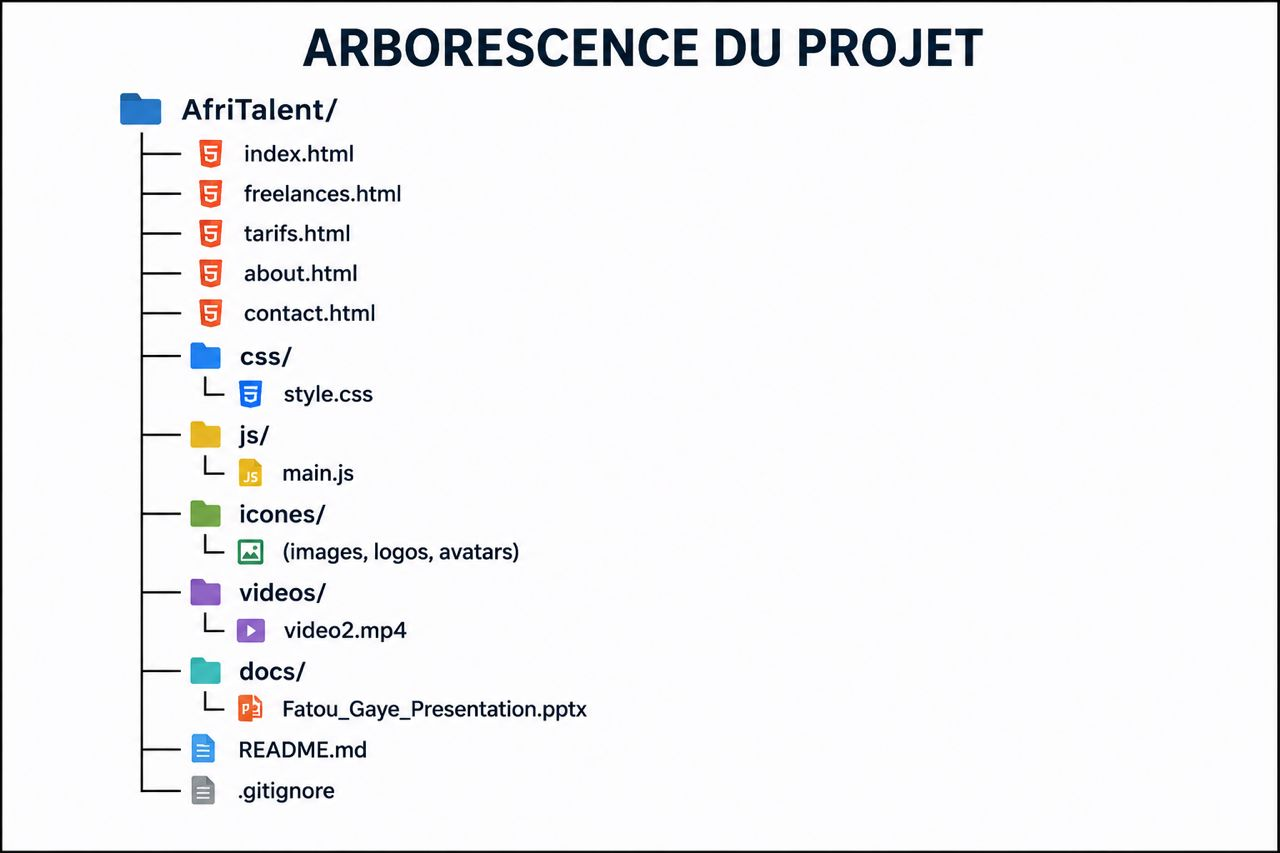 ARBORESCENCE DU PROJET
AfriTalent/
index.html
freelances.html
tarifs.html
about.html
contact.html
css/
style.css
js/
JS main.js
icones/
(images, logos, avatars)
videos/
video2.mp4
docs/
Fatou_Gaye_Presentation.pptx
README.md
.gitignore